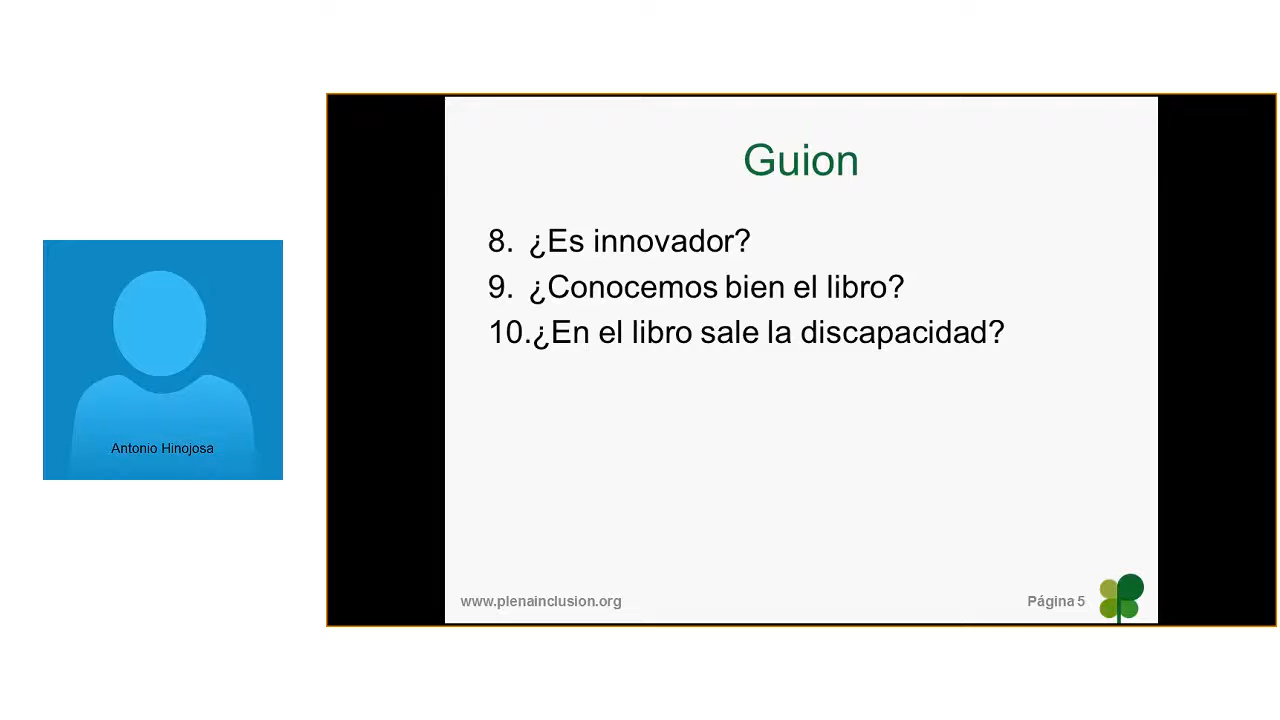 Guion
8. ¿Es innovador?
9. ¿Conocemos bien el libro?
10.¿En el libro sale la discapacidad?
Antonio Hinojosa
www.plenainclusion.org
Página 5